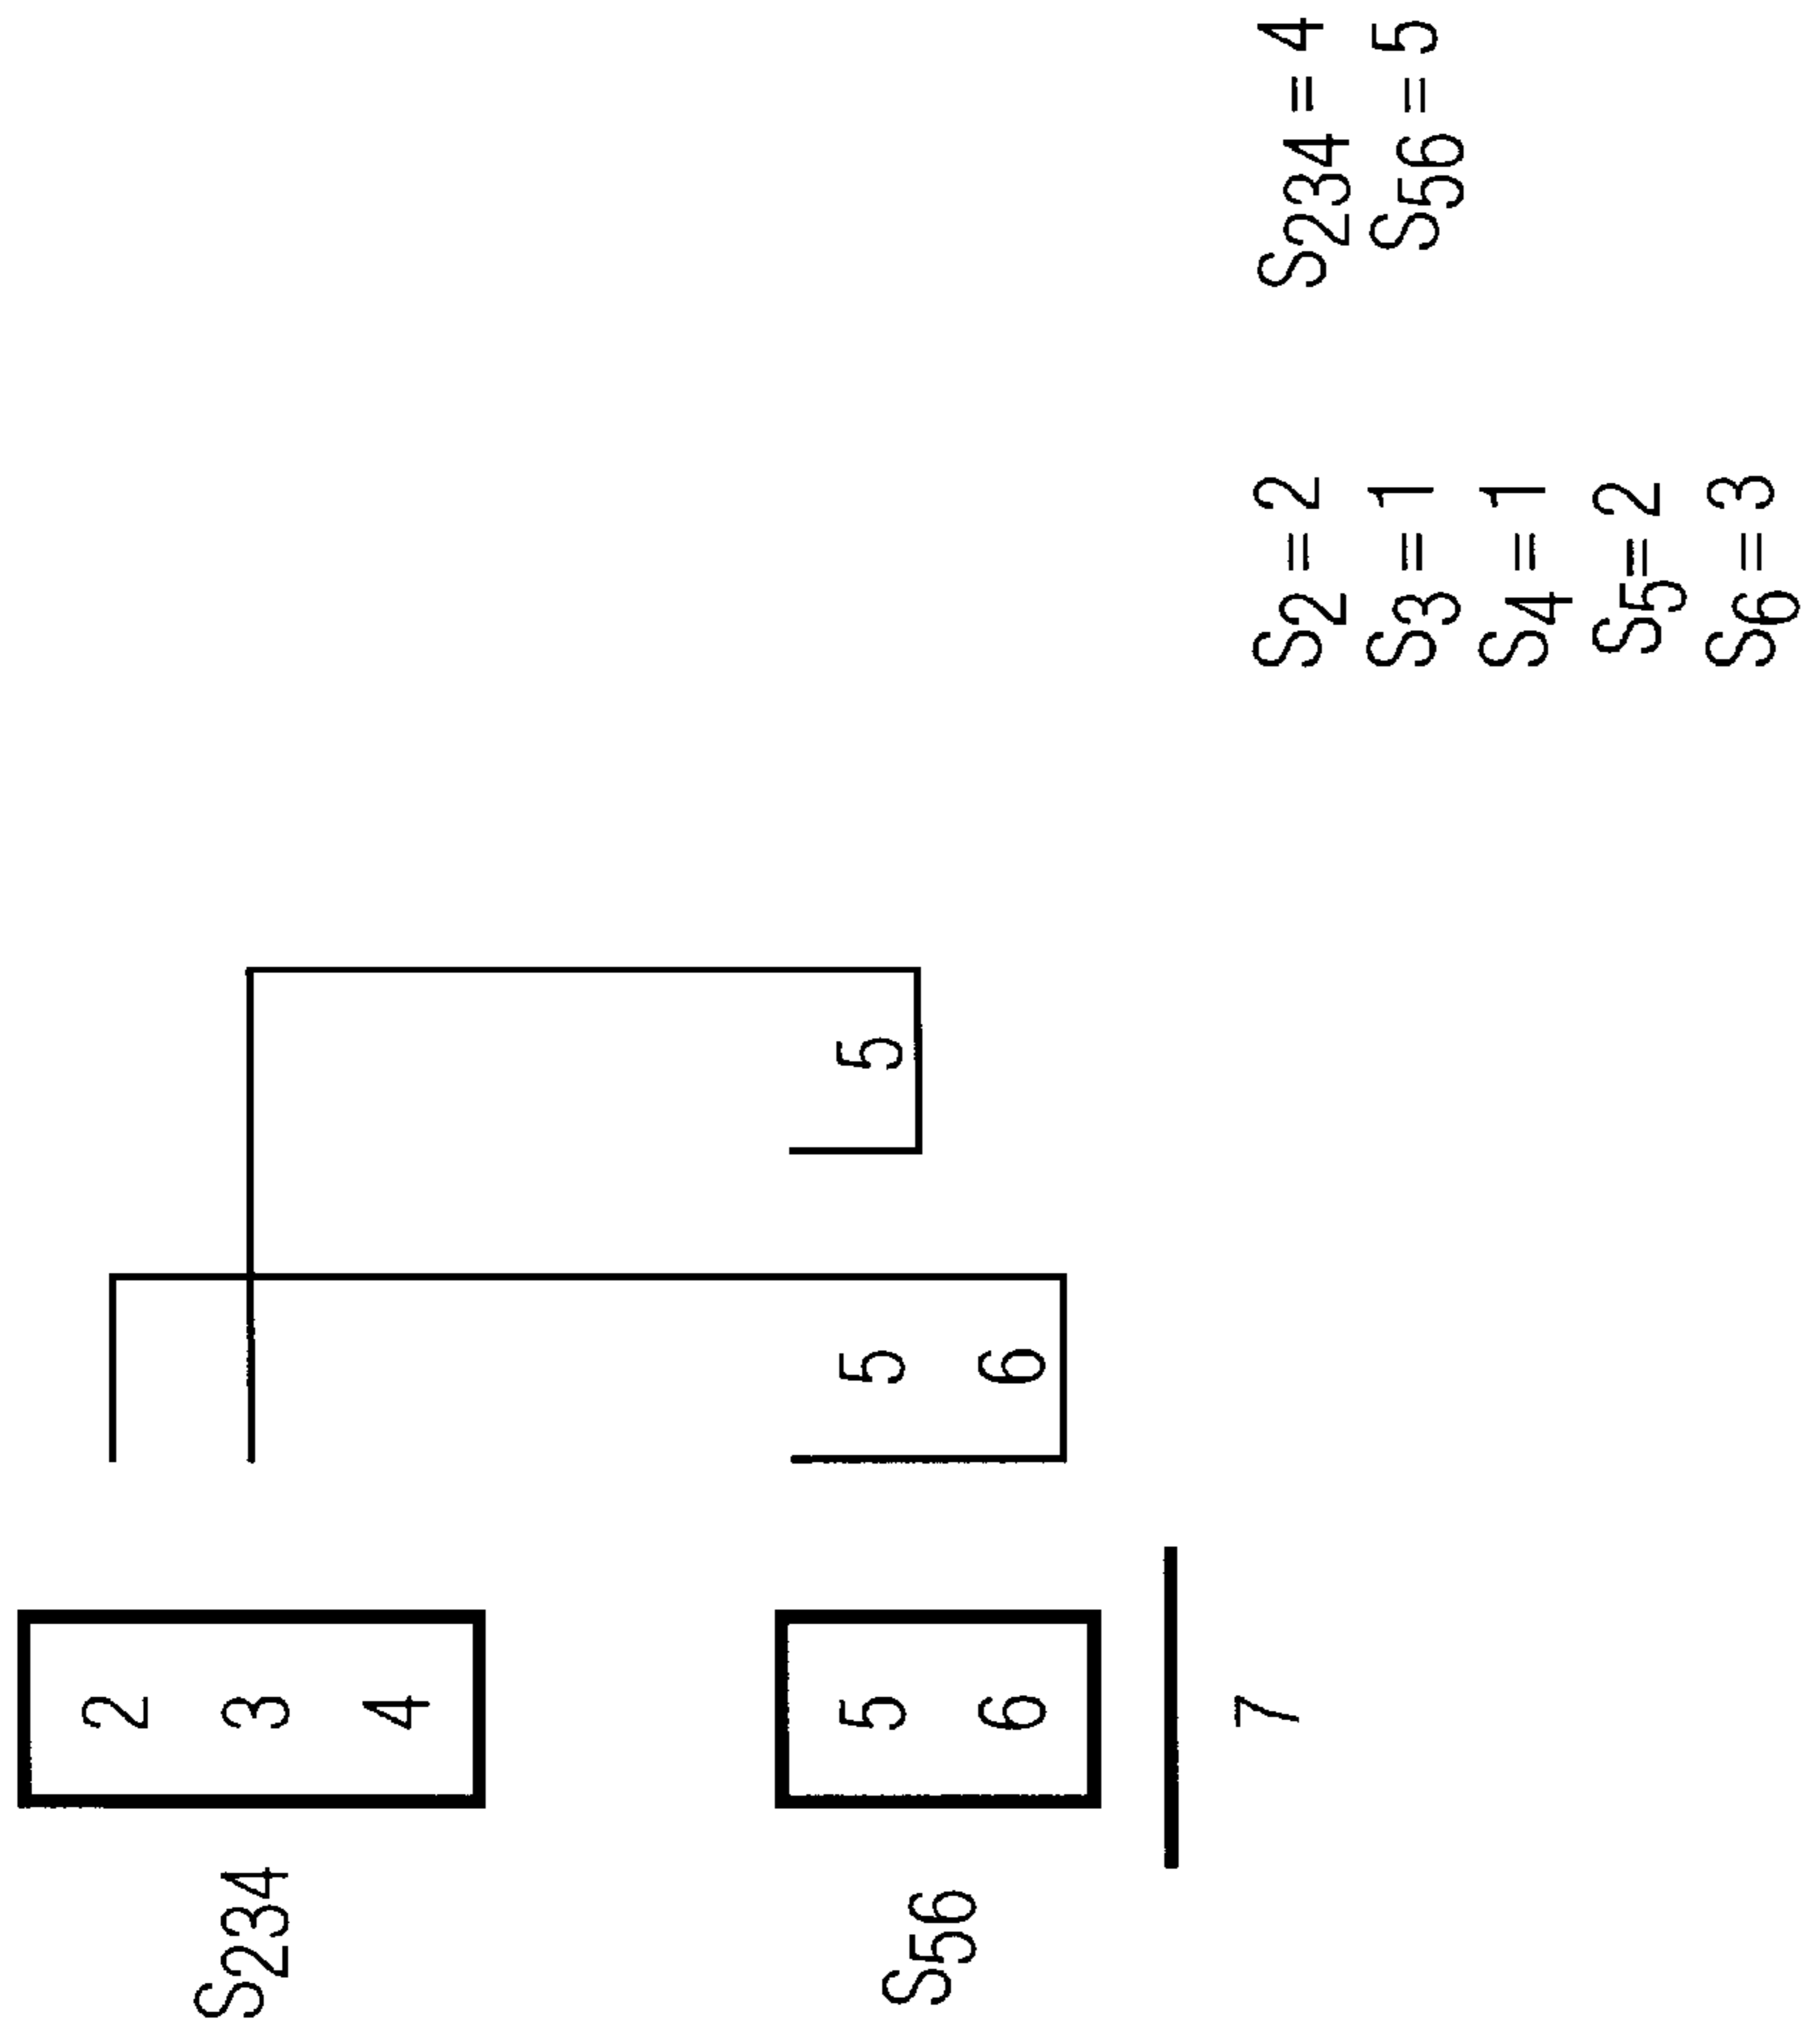 2
S234 3
4
S56 5 5 5
6 6
7 S2 = 2 S234 = 4
S3 = 1 S56 = 5
S4 = 1
S5 = 2
S6 = 3